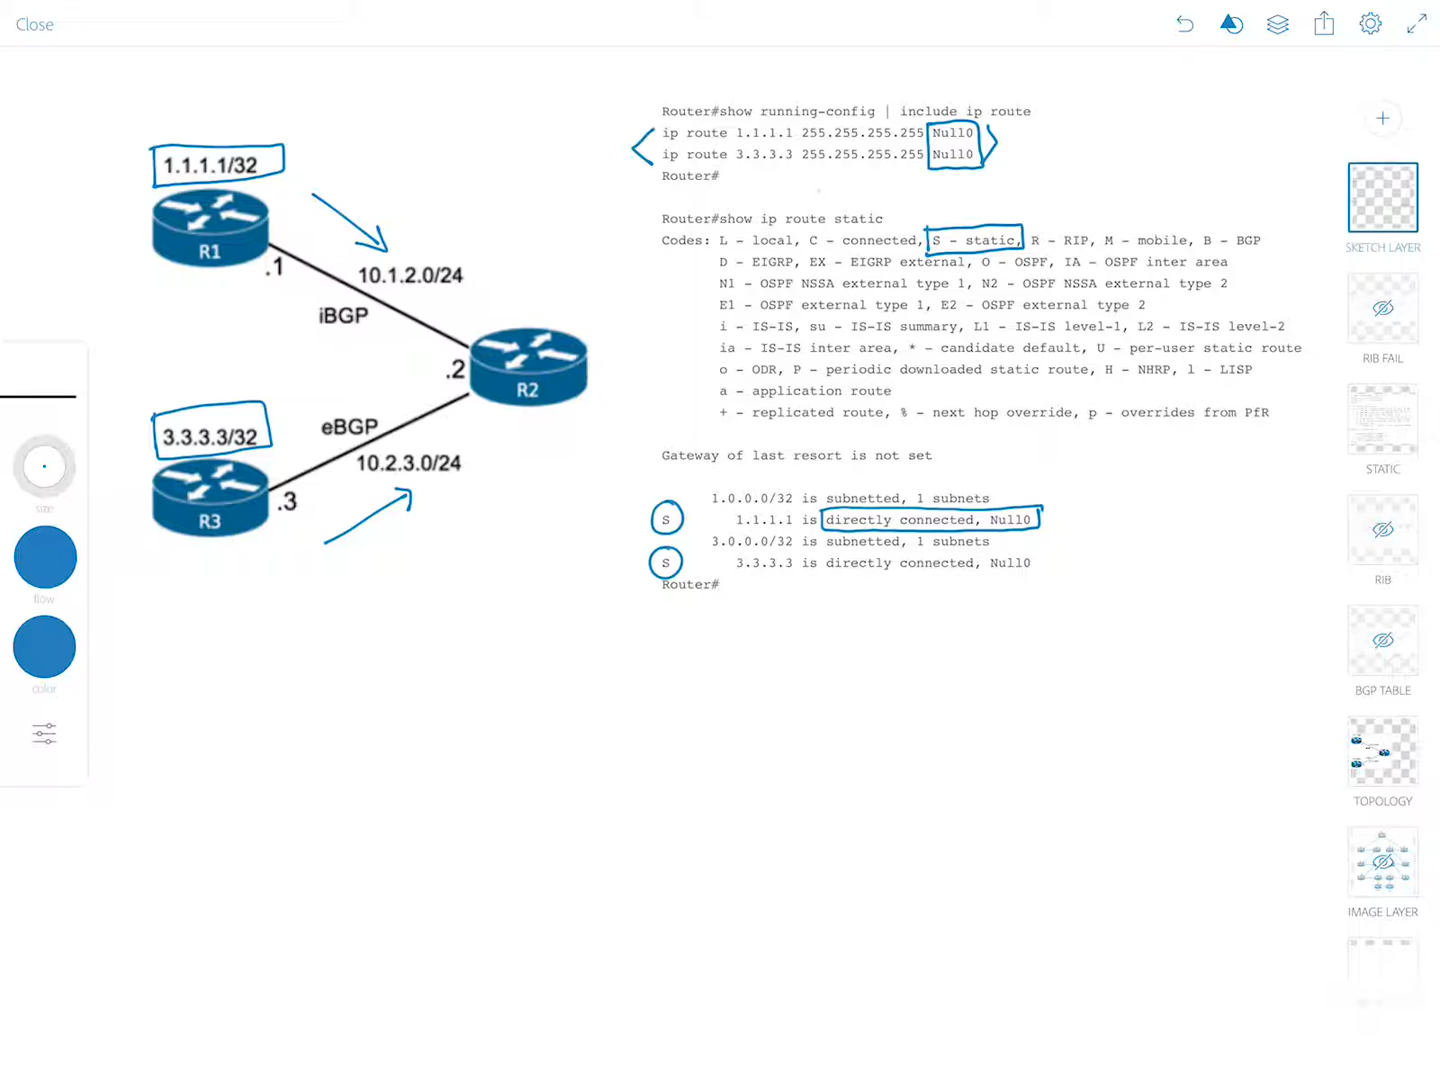 Close
Router#show running-config | include ip route
ip route 1.1.1.1 255.255.255.255 Null0
ip route 3.3.3.3 255.255.255.255 Null0
Router#
Router#show ip route static
Codes: L - local, C - connected, S - static, R - RIP, M - mobile, B - BGP
D - EIGRP, EX - EIGRP external, O - OSPF, IA - OSPF inter area
N1 - OSPF NSSA external type 1, N2 - OSPF NSSA external type 2
E1 - OSPF external type 1, E2 - OSPF external type 2
i - IS-IS, su - IS-IS summary, L1 - IS-IS level-1, L2 - IS-IS level-2
ia - IS-IS inter area, * - candidate default, U - per-user static route
o - ODR, P - periodic downloaded static route, H - NHRP, l - LISP
a - application route
+ - replicated route, % - next hop override, p - overrides from PfR
Gateway of last resort is not set
1.0.0.0/32 is subnetted, 1 subnets
S 1.1.1.1 is directly connected, Null0
3.0.0.0/32 is subnetted, 1 subnets
S 3.3.3.3 is directly connected, Null0
Router#
1.1.1.1/32
R1
.1
10.1.2.0/24
iBGP
.2
R2
eBGP
3.3.3.3/32
10.2.3.0/24
.3
R3
size
flow
color
SKETCH LAYER
RIB FAIL
STATIC
RIB
BGP TABLE
TOPOLOGY
IMAGE LAYER